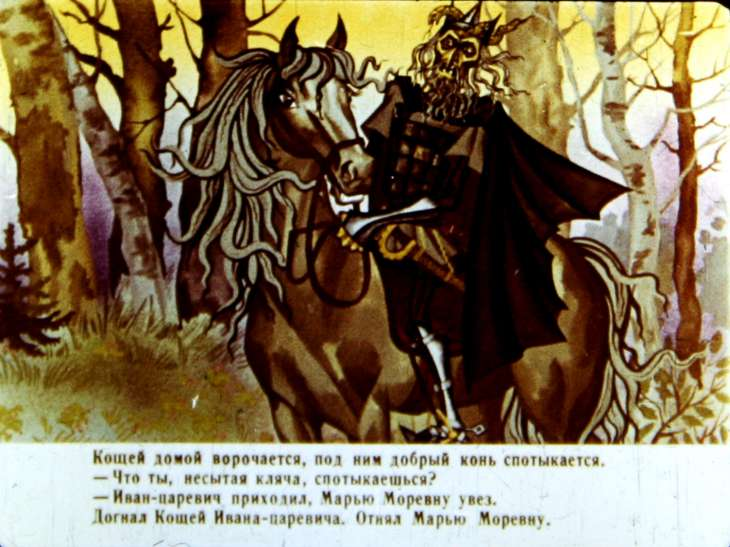 Кощей домой ворочается, под ним добрый конь спотыкается.
— Что ты, несытая кляча, спотыкаешься?
— Иван-царевич приходил, Марью Моревну увез.
Догнал Кощей Ивана-царевича. Отнял Марью Моревну.